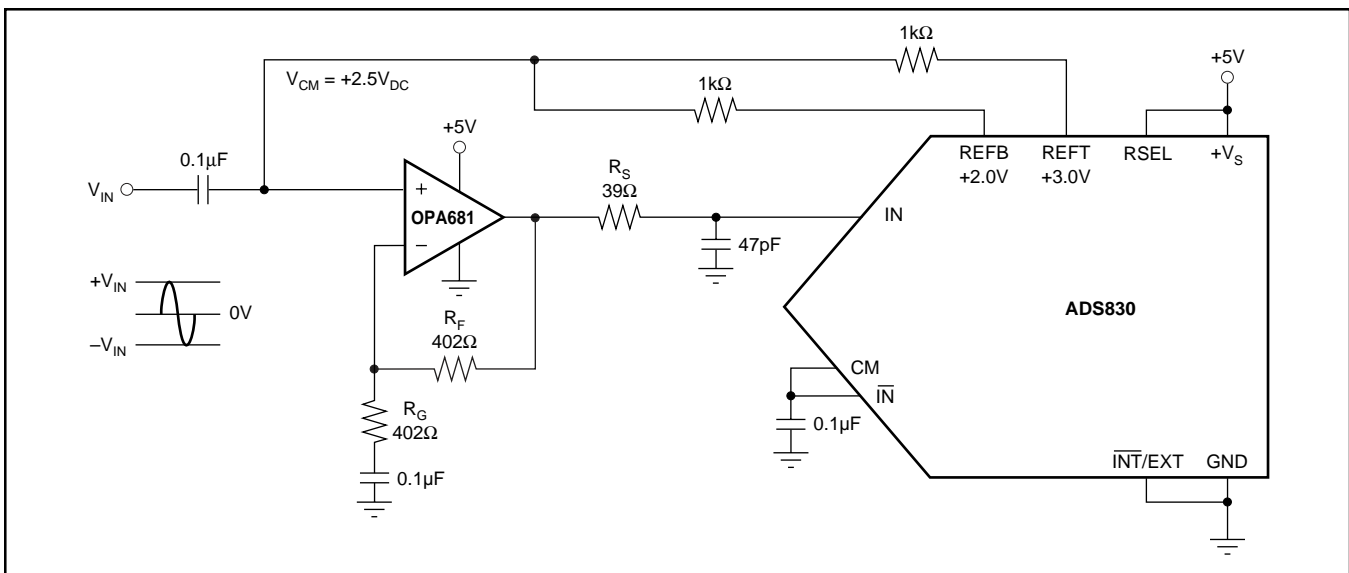 1kΩ
+5V
V_CM = +2.5V_DC
1kΩ
+5V
0.1μF
REFB
+2.0V
REFT
+3.0V
RSEL
+V_S
R_S
39Ω
V_IN
+
OPA681
–
IN
47pF
+V_IN
0V
–V_IN
R_F
402Ω
ADS830
CM
I̅N̅
R_G
402Ω
0.1µF
0.1µF
I̅N̅T̅/EXT
GND